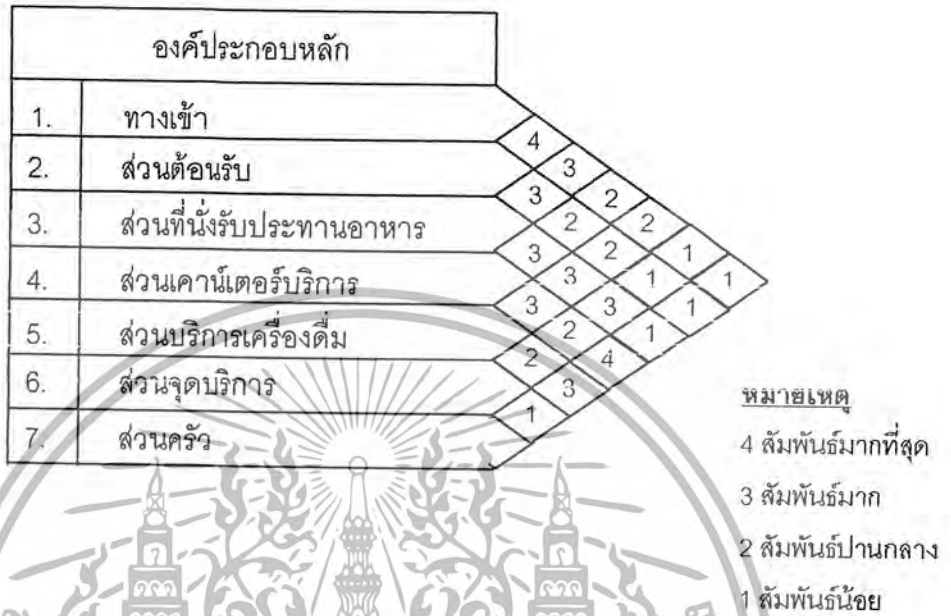 องค์ประกอบหลัก
1. ทางเข้า
4
2. ส่วนต้อนรับ 3
3 2
3. ส่วนที่นั่งรับประทานอาหาร 2 2
3 2 1
4. ส่วนเคาน์เตอร์บริการ 3 1 1
3 3 1
5. ส่วนบริการเครื่องดื่ม 2 1
2 4
6. ส่วนจุดบริการ 3
1
7. ส่วนครัว
หมายเหตุ
4 สัมพันธ์มากที่สุด
3 สัมพันธ์มาก
2 สัมพันธ์ปานกลาง
1 สัมพันธ์น้อย